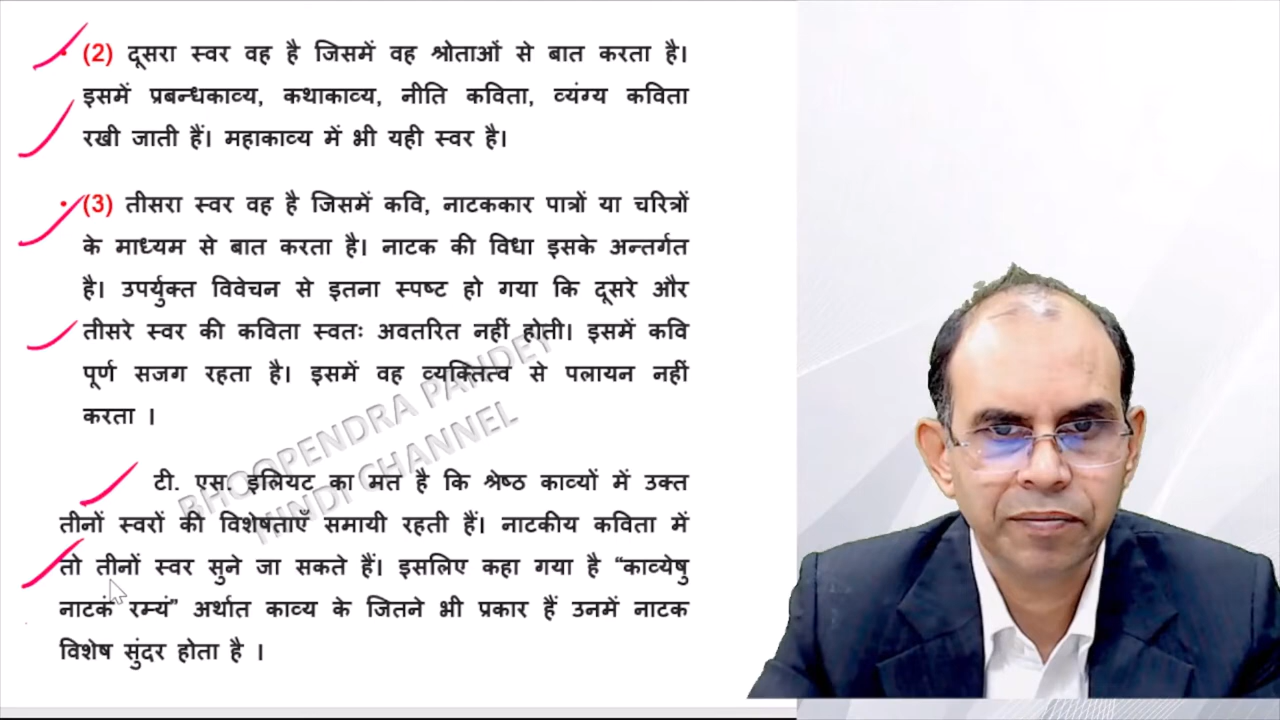 (2) दूसरा स्वर वह है जिसमें वह श्रोताओं से बात करता है।
इसमें प्रबन्धकाव्य, कथाकाव्य, नीति कविता, व्यंग्य कविता
रखी जाती हैं। महाकाव्य में भी यही स्वर है।
(3) तीसरा स्वर वह है जिसमें कवि, नाटककार पात्रों या चरित्रों
के माध्यम से बात करता है। नाटक की विधा इसके अन्तर्गत
है। उपर्युक्त विवेचन से इतना स्पष्ट हो गया कि दूसरे और
तीसरे स्वर की कविता स्वतः अवतरित नहीं होती। इसमें कवि
पूर्ण सजग रहता है। इसमें वह व्यक्तित्व से पलायन नहीं
करता ।
BHOOPENDRA PANDEY
HINDI CHANNEL
टी. एस. इलियट का मत है कि श्रेष्ठ काव्यों में उक्त
तीनों स्वरों की विशेषताएँ समायी रहती हैं। नाटकीय कविता में
तो तीनों स्वर सुने जा सकते हैं। इसलिए कहा गया है “काव्येषु
नाटकं रम्यं” अर्थात काव्य के जितने भी प्रकार हैं उनमें नाटक
विशेष सुंदर होता है ।